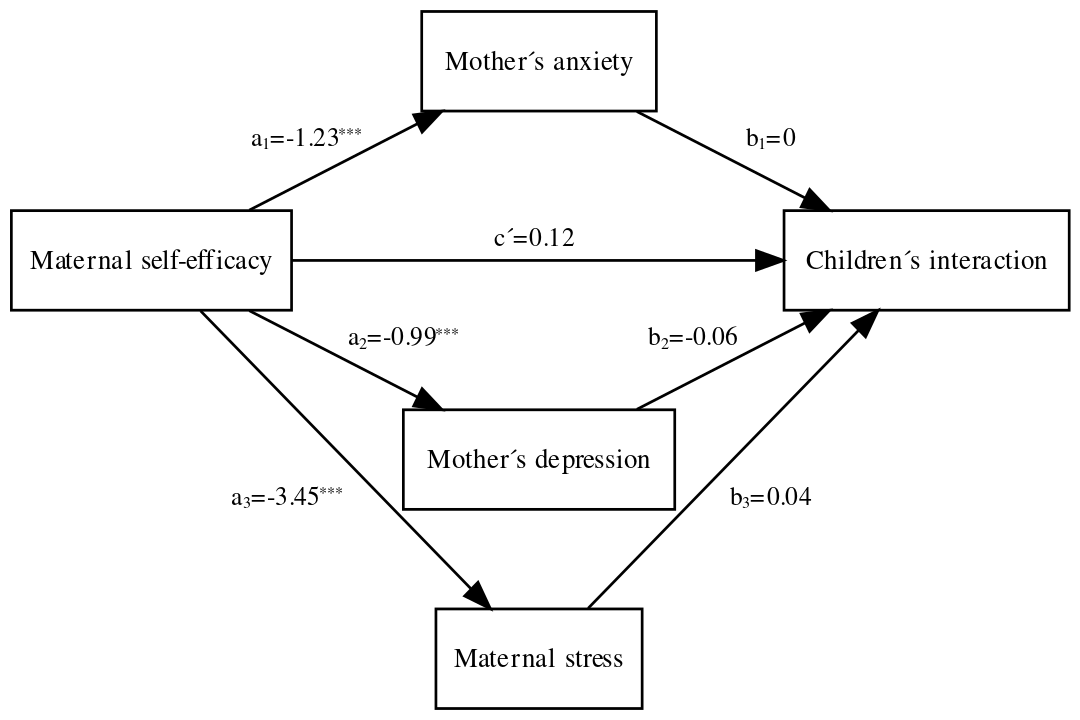 Mother´s anxiety
a₁=-1.23***
b₁=0
Maternal self-efficacy
c´=0.12
Children´s interaction
a₂=-0.99***
b₂=-0.06
Mother´s depression
a₃=-3.45***
b₃=0.04
Maternal stress